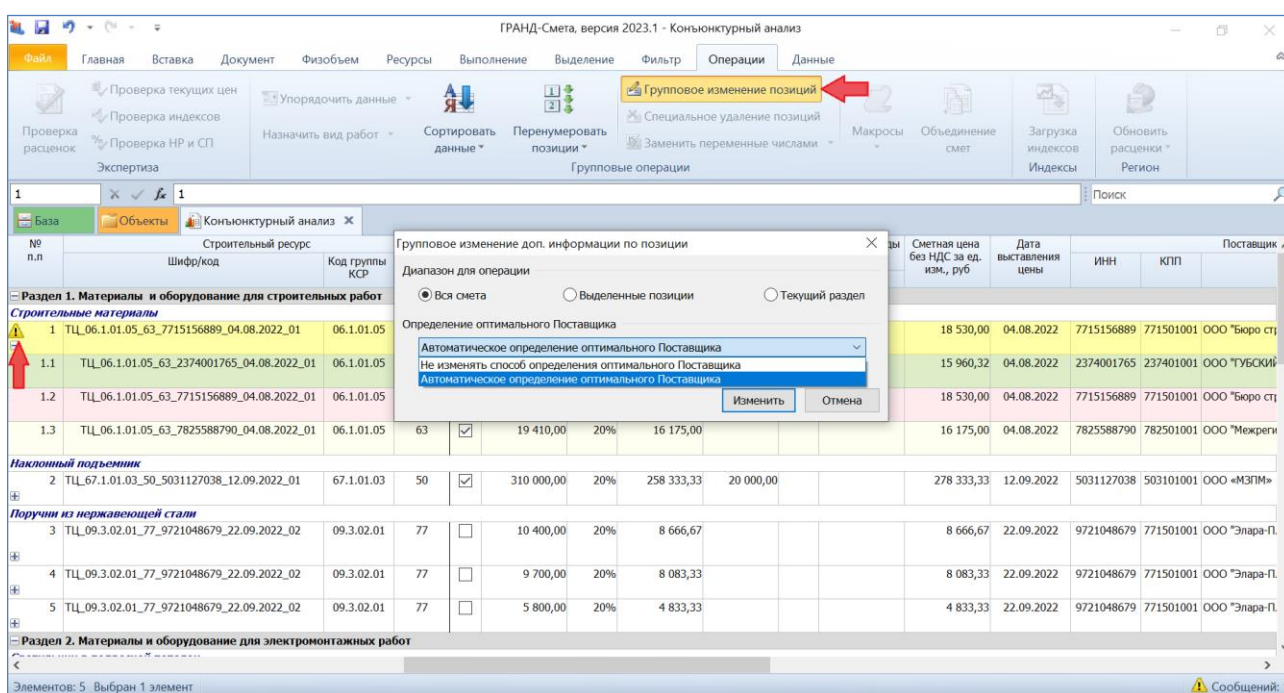 ГРАНД-Смета, версия 2023.1 - Конъюнктурный анализ
Файл Главная Вставка Документ Физобъем Ресурсы Выполнение Выделение Фильтр Операции Данные
Проверка расценок
Проверка текущих цен
Проверка индексов
Проверка НР и СП
Экспертиза
Упорядочить данные
Назначить вид работ
Сортировать данные
Перенумеровать позиции
Групповое изменение позиций
Специальное удаление позиций
Заменить переменные числами
Групповые операции
Макросы
Объединение смет
Загрузка индексов
Индексы
Обновить расценки
Регион
1 fx 1 Поиск
База Объекты Конъюнктурный анализ
№ п.п Строительный ресурс Сметная цена без НДС за ед. изм., руб Дата выставления цены Поставщик
Шифр/код Код группы КСР ИНН КПП
Групповое изменение доп. информации по позиции
Диапазон для операции
Вся смета Выделенные позиции Текущий раздел
Определение оптимального Поставщика
Автоматическое определение оптимального Поставщика
Не изменять способ определения оптимального Поставщика
Автоматическое определение оптимального Поставщика
Изменить Отмена
Раздел 1. Материалы и оборудование для строительных работ
Строительные материалы
1 ТЦ_06.1.01.05_63_7715156889_04.08.2022_01 06.1.01.05 18 530,00 04.08.2022 7715156889 771501001 ООО "Бюро стр
1.1 ТЦ_06.1.01.05_63_2374001765_04.08.2022_01 06.1.01.05 15 960,32 04.08.2022 2374001765 237401001 ООО "ГУБСКИЙ
1.2 ТЦ_06.1.01.05_63_7715156889_04.08.2022_01 06.1.01.05 18 530,00 04.08.2022 7715156889 771501001 ООО "Бюро стр
1.3 ТЦ_06.1.01.05_63_7825588790_04.08.2022_01 06.1.01.05 63 19 410,00 20% 16 175,00 16 175,00 04.08.2022 7825588790 782501001 ООО "Межреги
Наклонный подъемник
2 ТЦ_67.1.01.03_50_5031127038_12.09.2022_01 67.1.01.03 50 310 000,00 20% 258 333,33 20 000,00 278 333,33 12.09.2022 5031127038 503101001 ООО «МЗПМ»
Поручни из нержавеющей стали
3 ТЦ_09.3.02.01_77_9721048679_22.09.2022_02 09.3.02.01 77 10 400,00 20% 8 666,67 8 666,67 22.09.2022 9721048679 771501001 ООО "Элара-П
4 ТЦ_09.3.02.01_77_9721048679_22.09.2022_02 09.3.02.01 77 9 700,00 20% 8 083,33 8 083,33 22.09.2022 9721048679 771501001 ООО "Элара-П
5 ТЦ_09.3.02.01_77_9721048679_22.09.2022_02 09.3.02.01 77 5 800,00 20% 4 833,33 4 833,33 22.09.2022 9721048679 771501001 ООО "Элара-П
Раздел 2. Материалы и оборудование для электромонтажных работ
Элементов: 5 Выбран 1 элемент Сообщений: